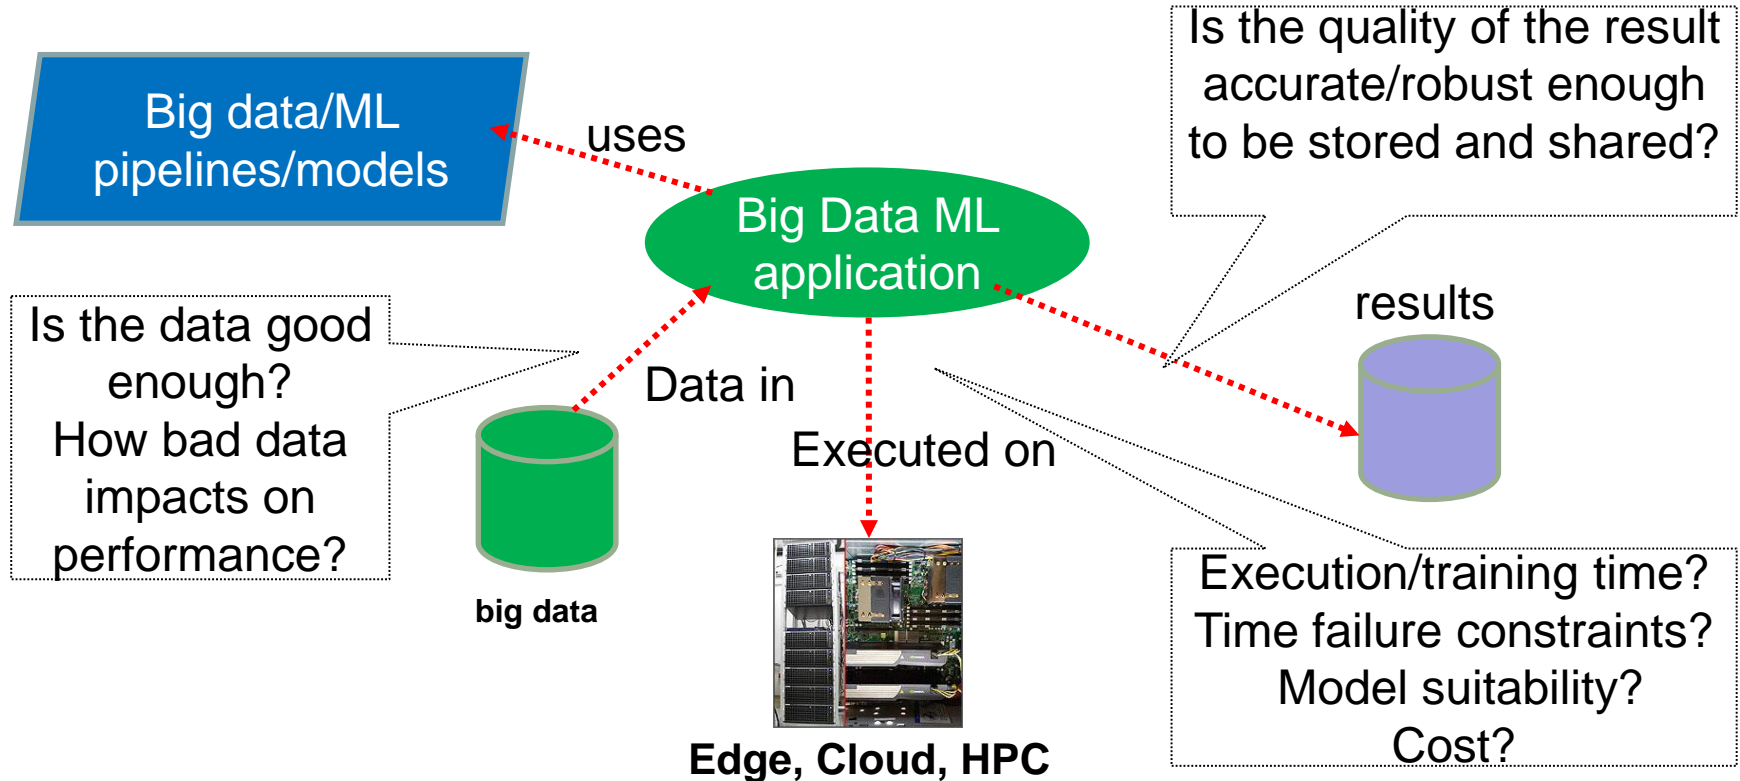 Big data/ML
pipelines/models
uses
Big Data ML
application
Is the quality of the result
accurate/robust enough
to be stored and shared?
Is the data good
enough?
How bad data
impacts on
performance?
Data in
big data
Executed on
Edge, Cloud, HPC
results
Execution/training time?
Time failure constraints?
Model suitability?
Cost?